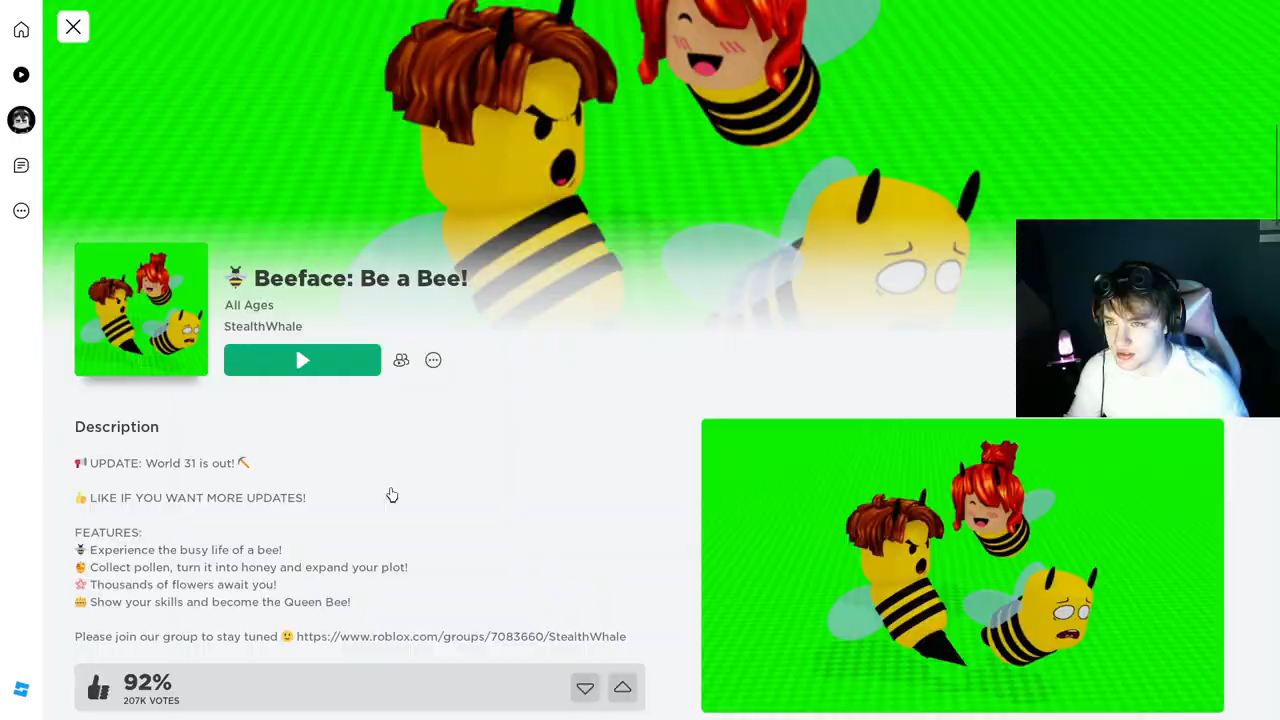 Beeface: Be a Bee!
All Ages
StealthWhale
Description
UPDATE: World 31 is out!
LIKE IF YOU WANT MORE UPDATES!
FEATURES:
Experience the busy life of a bee!
Collect pollen, turn it into honey and expand your plot!
Thousands of flowers await you!
Show your skills and become the Queen Bee!
Please join our group to stay tuned https://www.roblox.com/groups/7083660/StealthWhale
92%
207K VOTES